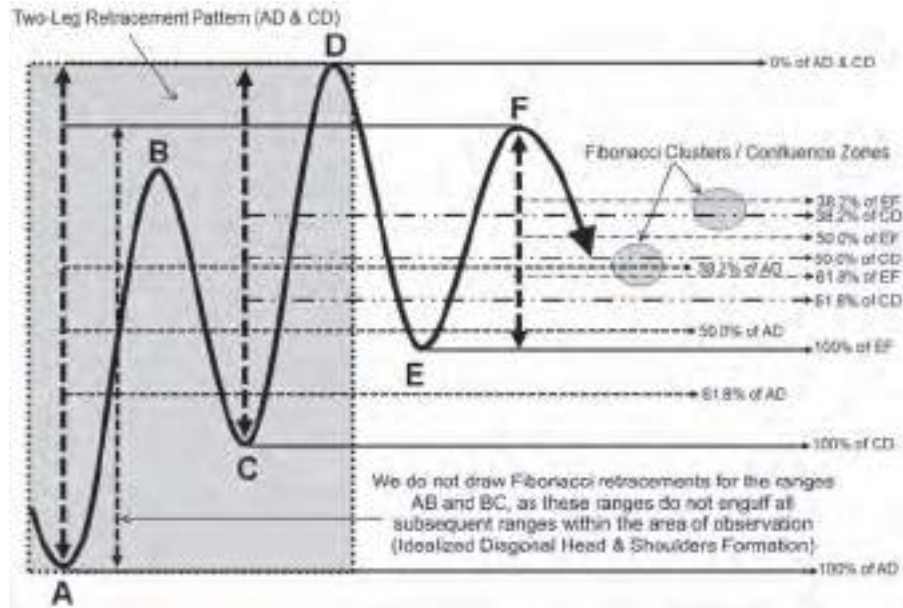 Two-Leg Retracement Pattern (AD & CD)
D
0% of AD & CD
F
B
Fibonacci Clusters / Confluence Zones
38.2% of EF
38.2% of CD
50.0% of EF
50.0% of CD
38.2% of AD
61.8% of EF
61.8% of CD
50.0% of AD
100% of EF
E
61.8% of AD
100% of CD
C
We do not draw Fibonacci retracements for the ranges
AB and BC, as these ranges do not engulf all
subsequent ranges within the area of observation
(Idealized Diagonal Head & Shoulders Formation)
100% of AD
A